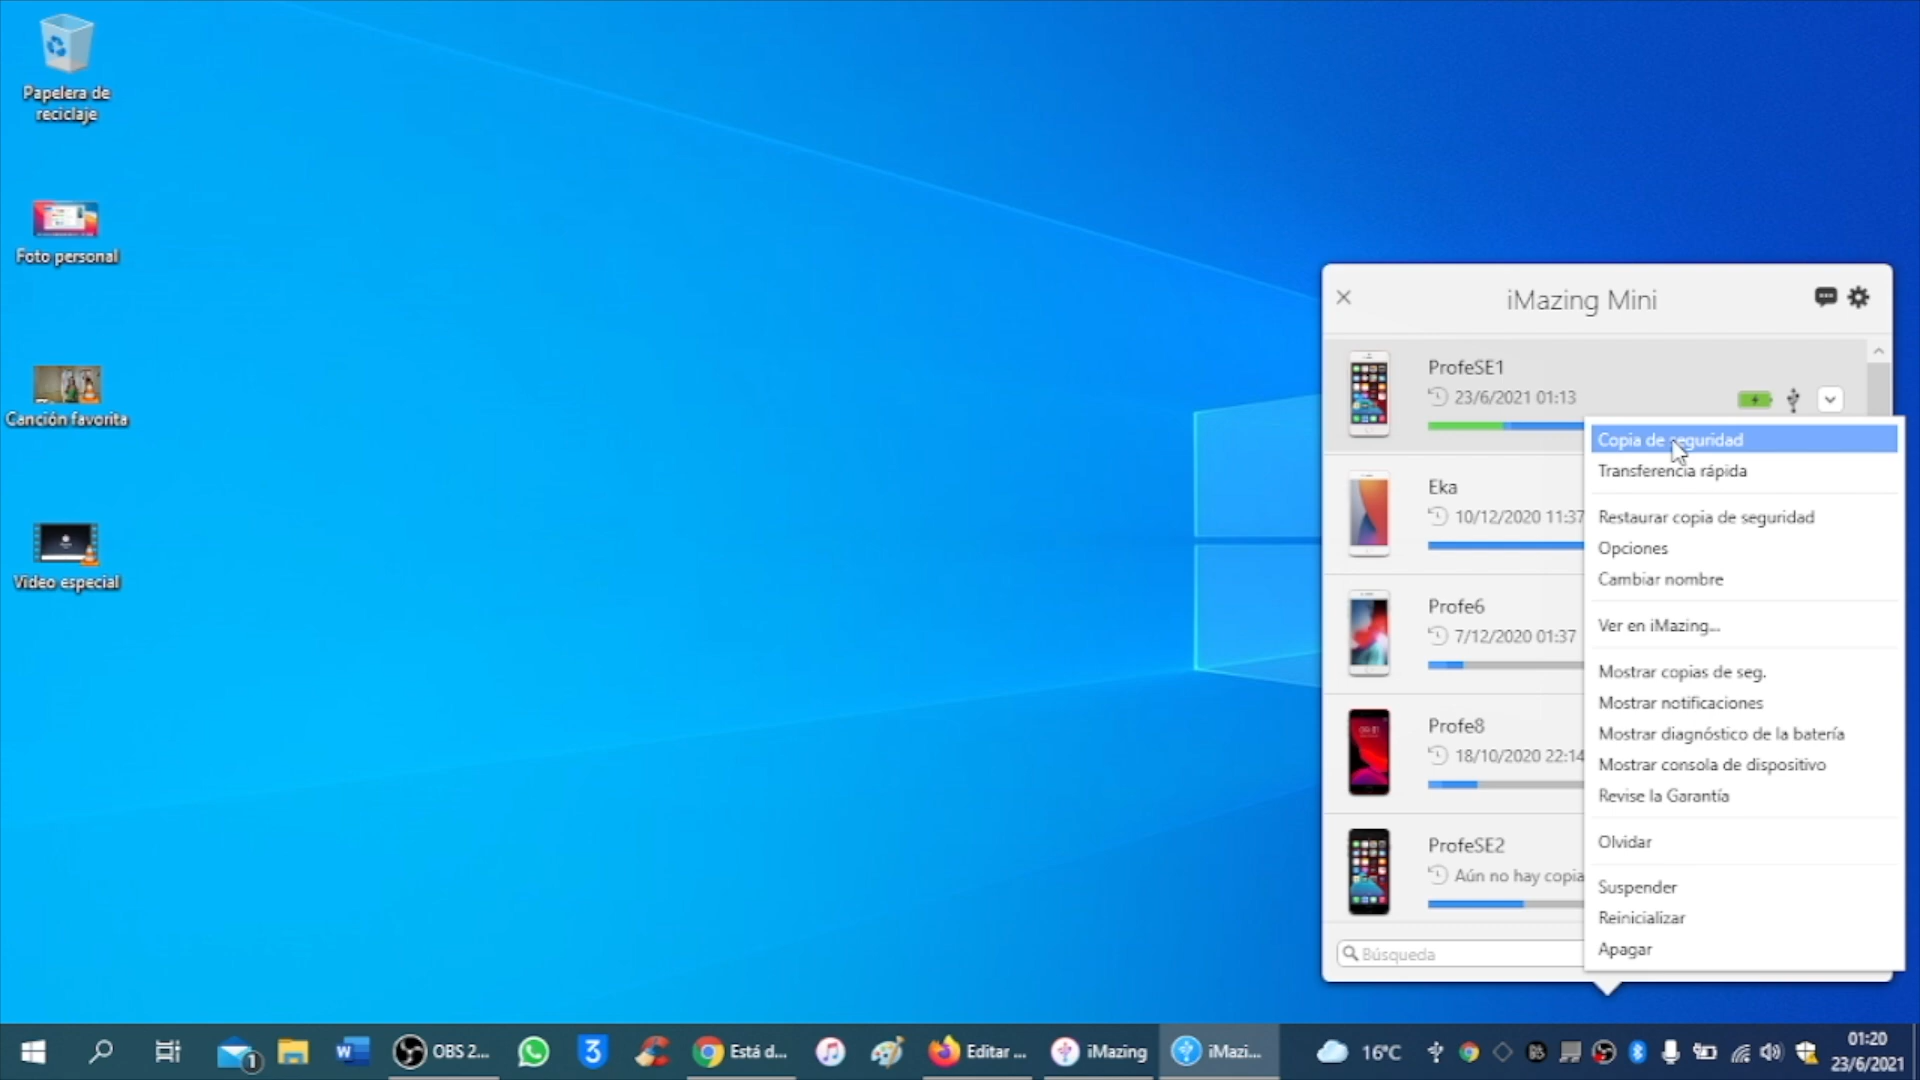 Papelera de
reciclaje
Foto personal
Canción favorita
Video especial
iMazing Mini
ProfeSE1
23/6/2021 01:13
Eka
10/12/2020 11:37
Profe6
7/12/2020 01:37
Profe8
18/10/2020 22:14
ProfeSE2
Aún no hay copia
Búsqueda
Copia de seguridad
Transferencia rápida
Restaurar copia de seguridad
Opciones
Cambiar nombre
Ver en iMazing...
Mostrar copias de seg.
Mostrar notificaciones
Mostrar diagnóstico de la batería
Mostrar consola de dispositivo
Revise la Garantía
Olvidar
Suspender
Reinicializar
Apagar
1
W
3
OBS 2...
Está d...
Editar ...
iMazing
iMazi...
16°C
01:20
23/6/2021